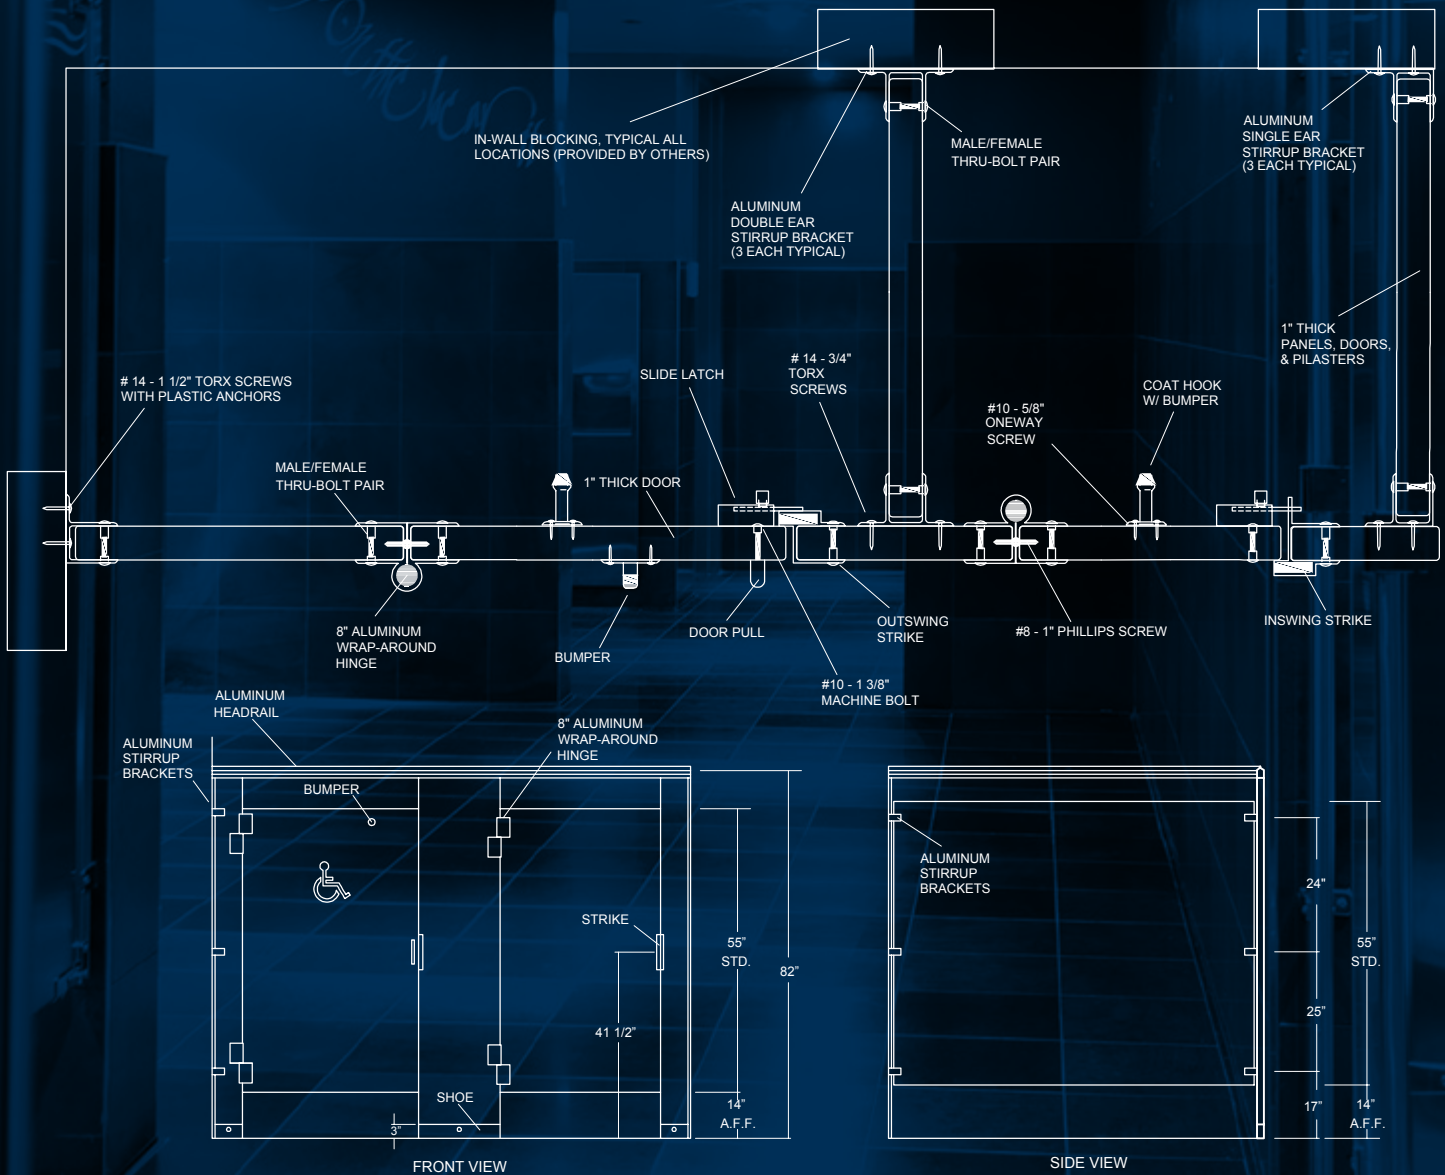 IN-WALL BLOCKING, TYPICAL ALL
LOCATIONS (PROVIDED BY OTHERS)
MALE/FEMALE
THRU-BOLT PAIR
ALUMINUM
SINGLE EAR
STIRRUP BRACKET
(3 EACH TYPICAL)
ALUMINUM
DOUBLE EAR
STIRRUP BRACKET
(3 EACH TYPICAL)
1" THICK
PANELS, DOORS,
& PILASTERS
# 14 - 1 1/2" TORX SCREWS
WITH PLASTIC ANCHORS
SLIDE LATCH
# 14 - 3/4"
TORX
SCREWS
#10 - 5/8"
ONEWAY
SCREW
COAT HOOK
W/ BUMPER
MALE/FEMALE
THRU-BOLT PAIR
1" THICK DOOR
8" ALUMINUM
WRAP-AROUND
HINGE
BUMPER
DOOR PULL
OUTSWING
STRIKE
#8 - 1" PHILLIPS SCREW
INSWING STRIKE
#10 - 1 3/8"
MACHINE BOLT
ALUMINUM
HEADRAIL
ALUMINUM
STIRRUP
BRACKETS
BUMPER
8" ALUMINUM
WRAP-AROUND
HINGE
STRIKE
55"
STD.
82"
41 1/2"
SHOE
3"
14"
A.F.F.
FRONT VIEW
ALUMINUM
STIRRUP
BRACKETS
24"
55"
STD.
25"
17"
14"
A.F.F.
SIDE VIEW